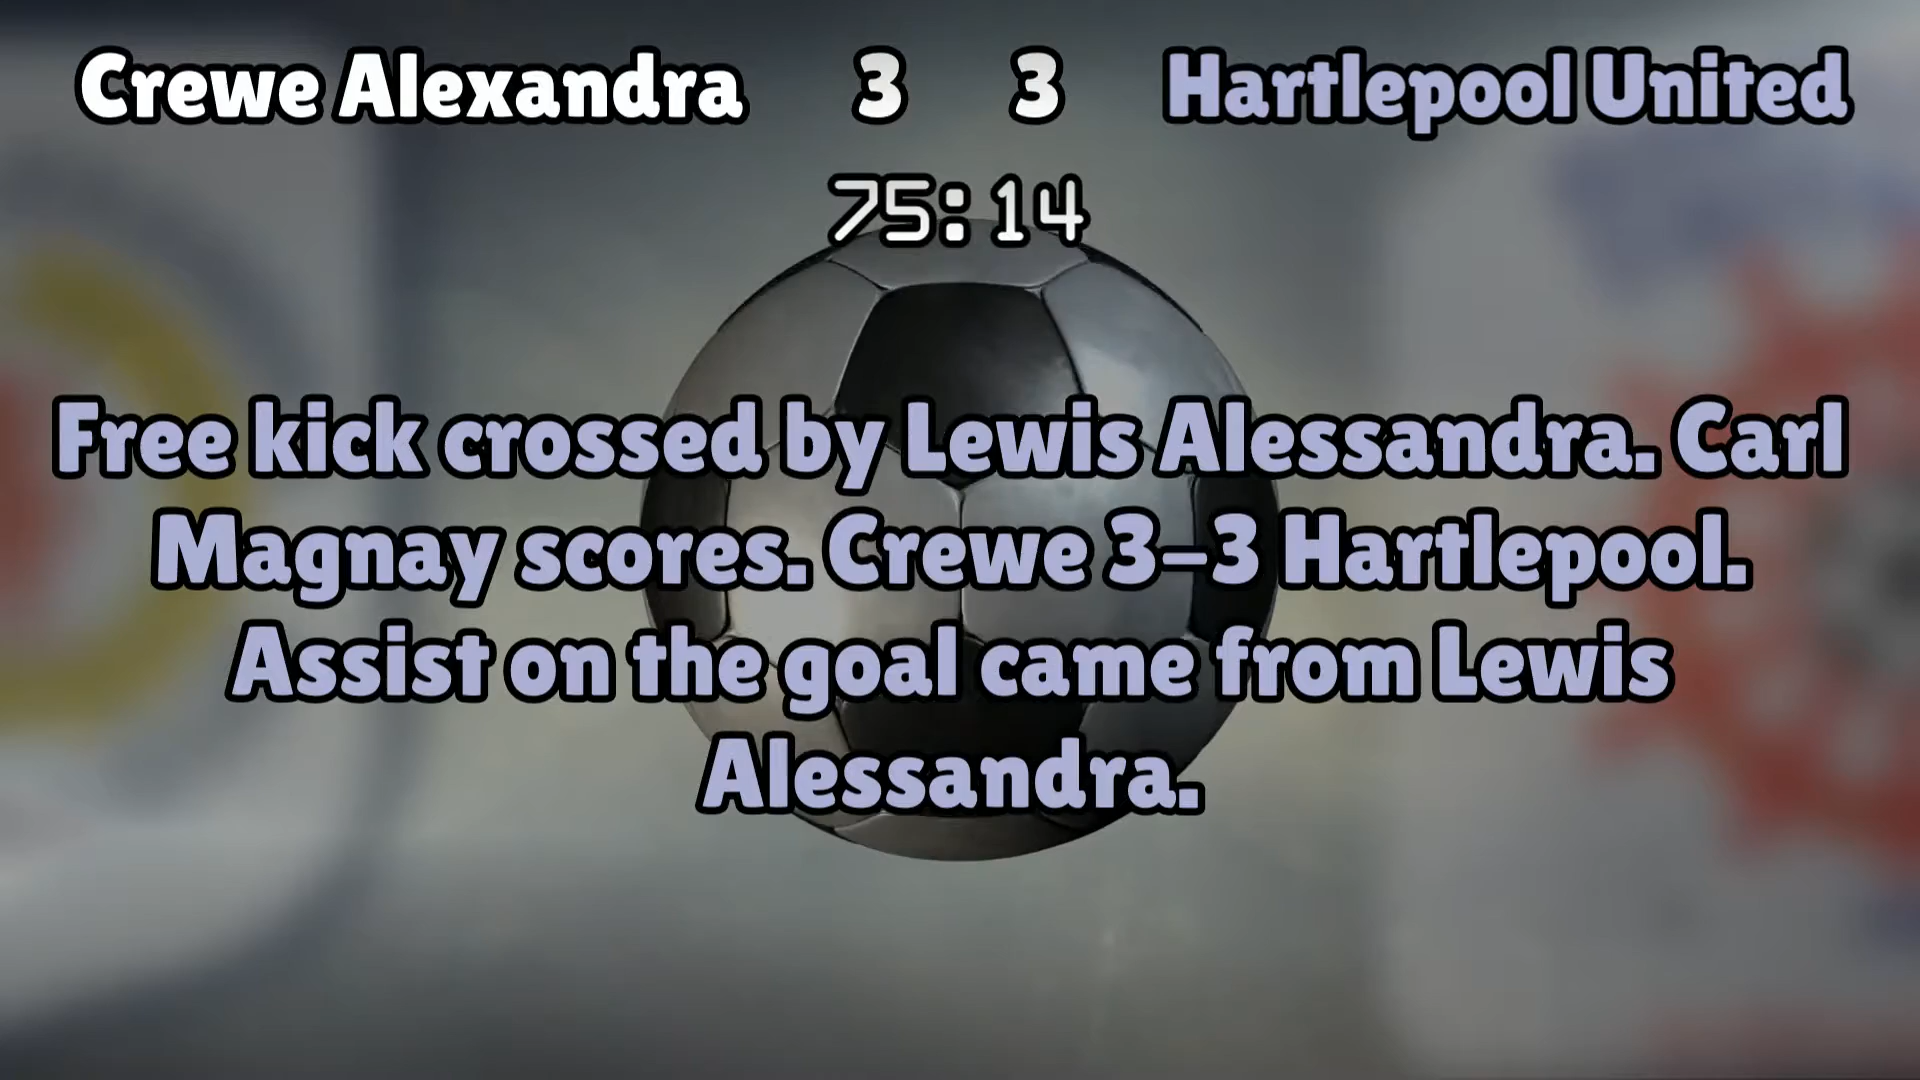 Crewe Alexandra 3 3 Hartlepool United
75:14
Free kick crossed by Lewis Alessandra. Carl
Magnay scores. Crewe 3-3 Hartlepool.
Assist on the goal came from Lewis
Alessandra.